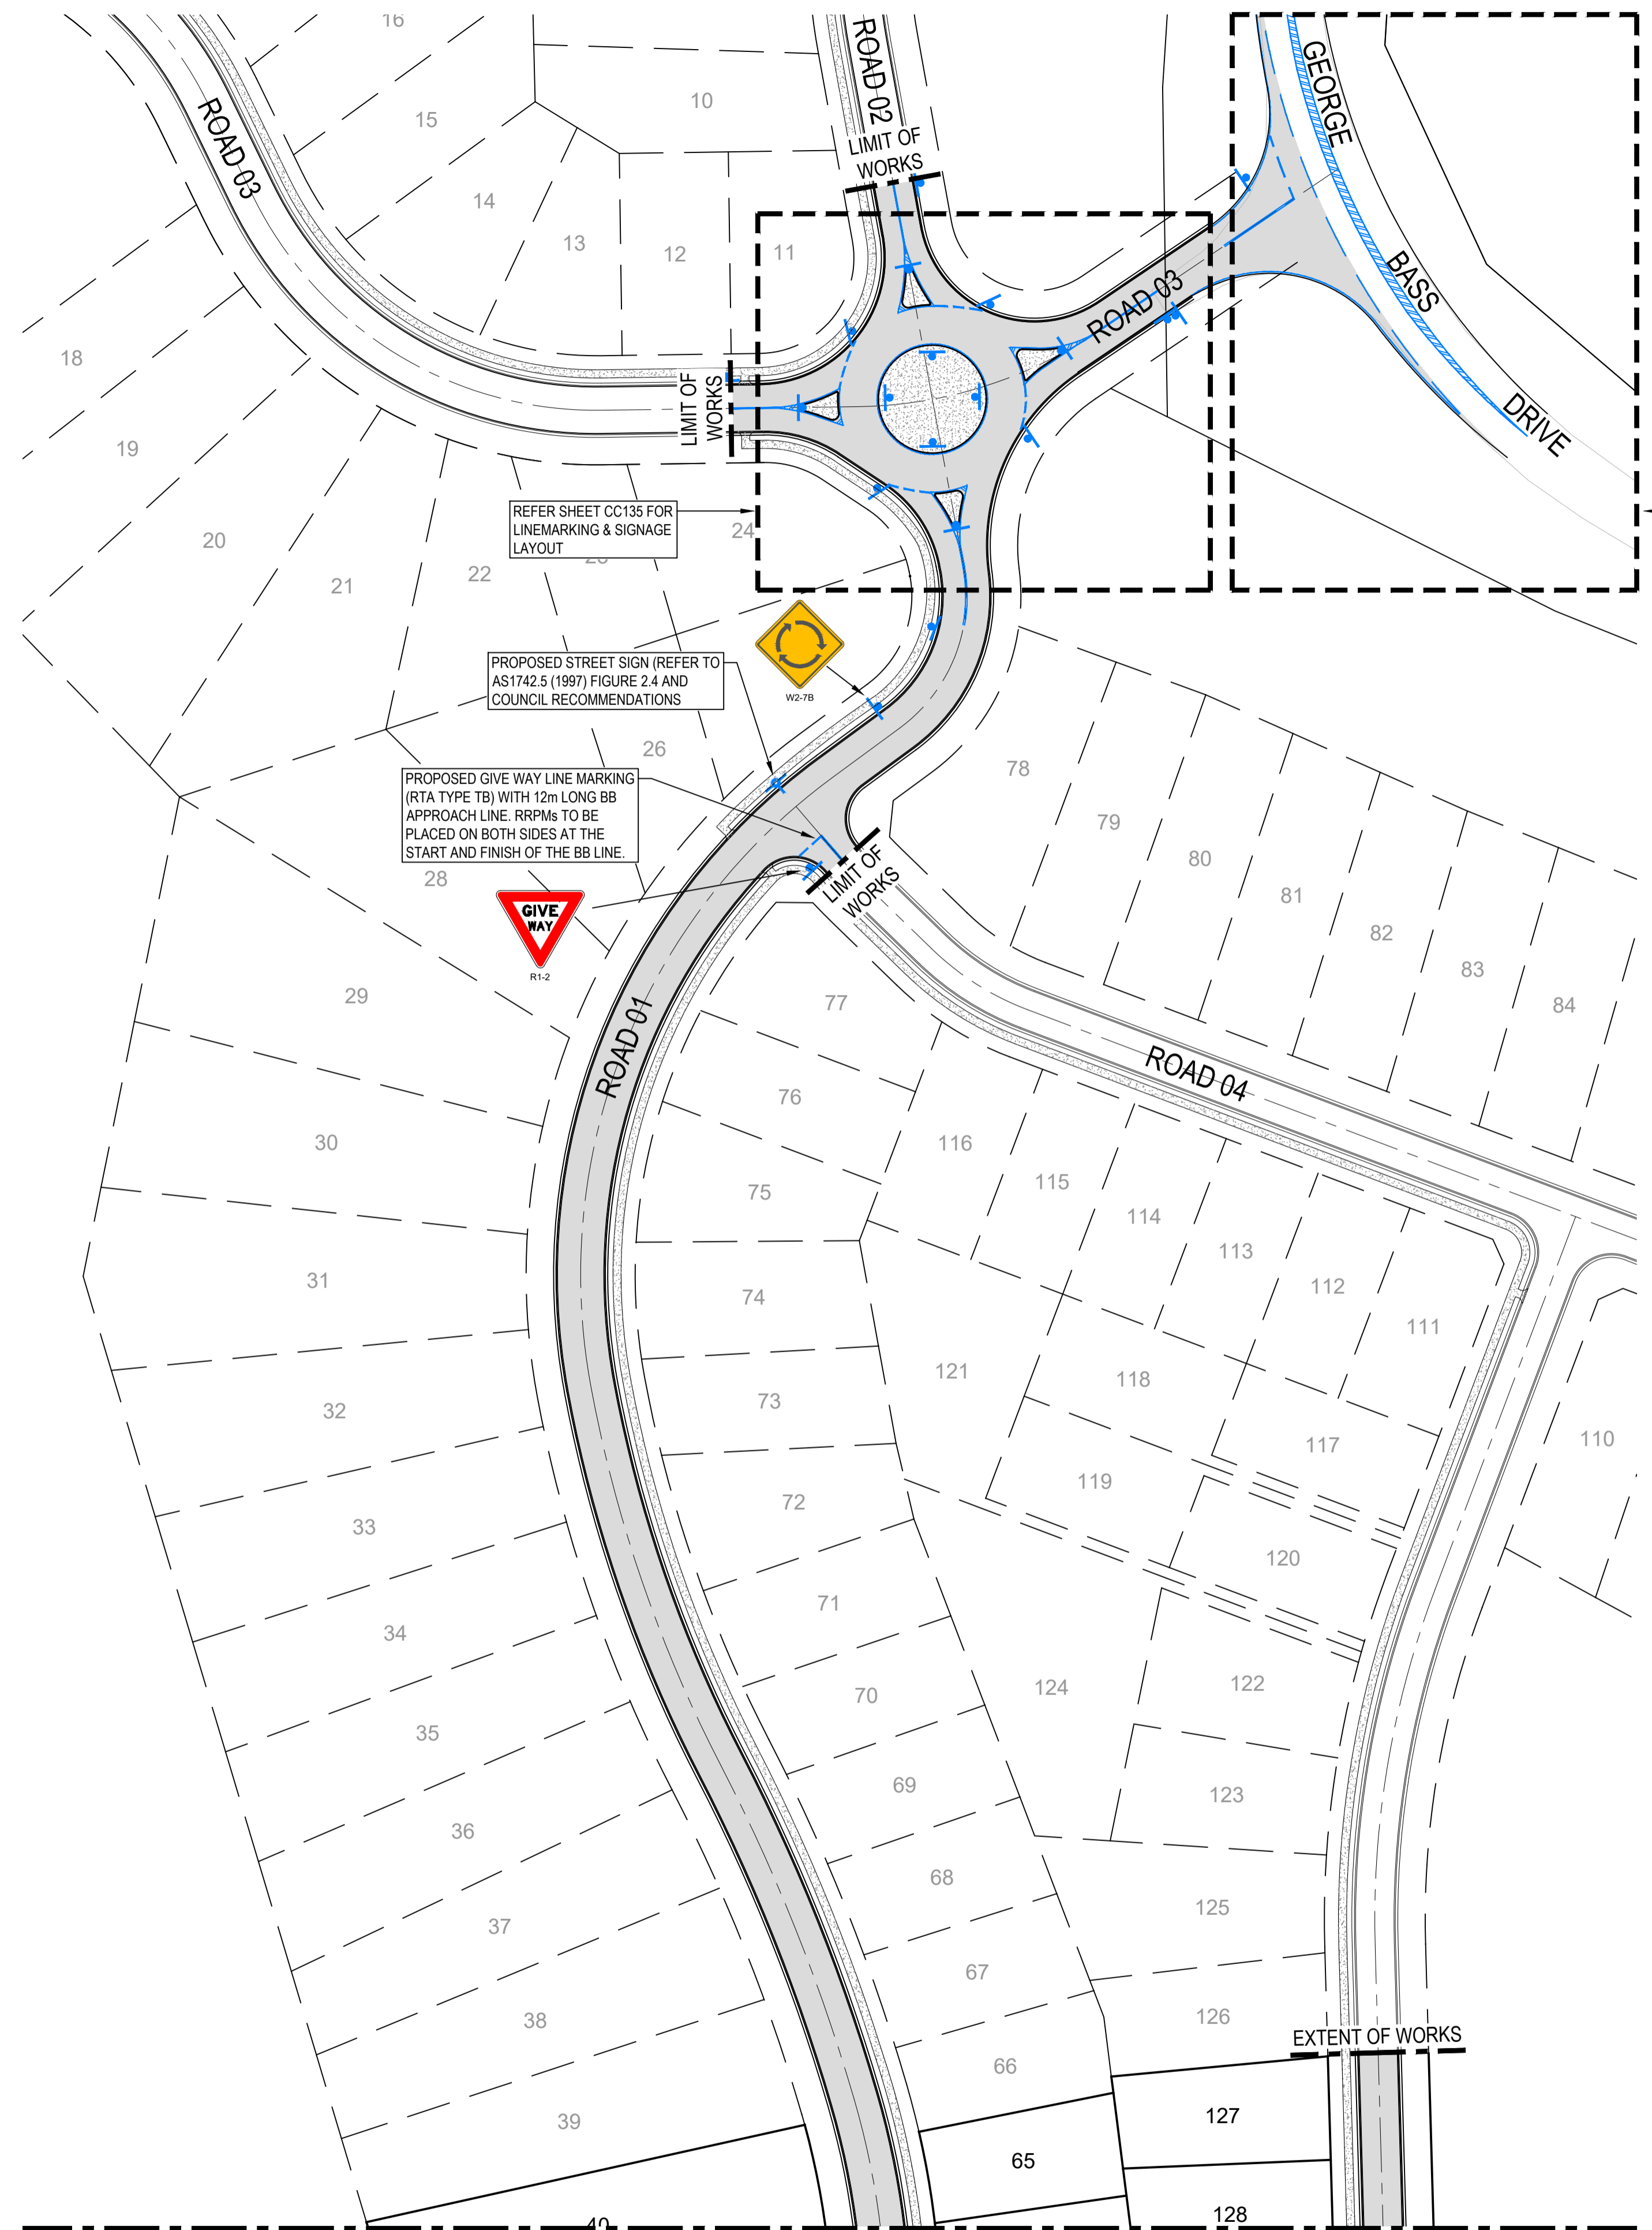 16
ROAD 02
GEORGE
BASS
DRIVE
10
15
ROAD 03
LIMIT OF
WORKS
14
13
12
11
ROAD 03
18
LIMIT OF
WORKS
19
REFER SHEET CC135 FOR
LINEMARKING & SIGNAGE
LAYOUT
24
20
21
22
PROPOSED STREET SIGN (REFER TO
AS1742.5 (1997) FIGURE 2.4 AND
COUNCIL RECOMMENDATIONS
W2-7B
26
78
PROPOSED GIVE WAY LINE MARKING
(RTA TYPE TB) WITH 12m LONG BB
APPROACH LINE. RRPMs TO BE
PLACED ON BOTH SIDES AT THE
START AND FINISH OF THE BB LINE.
79
80
28
LIMIT OF
WORKS
81
GIVE
WAY
R1-2
82
83
84
29
77
ROAD 01
ROAD 04
76
30
116
75
115
114
113
31
74
112
111
121
118
32
73
110
117
119
72
33
120
71
34
122
124
70
35
69
123
36
68
125
37
67
126
38
EXTENT OF WORKS
66
39
127
65
128
40